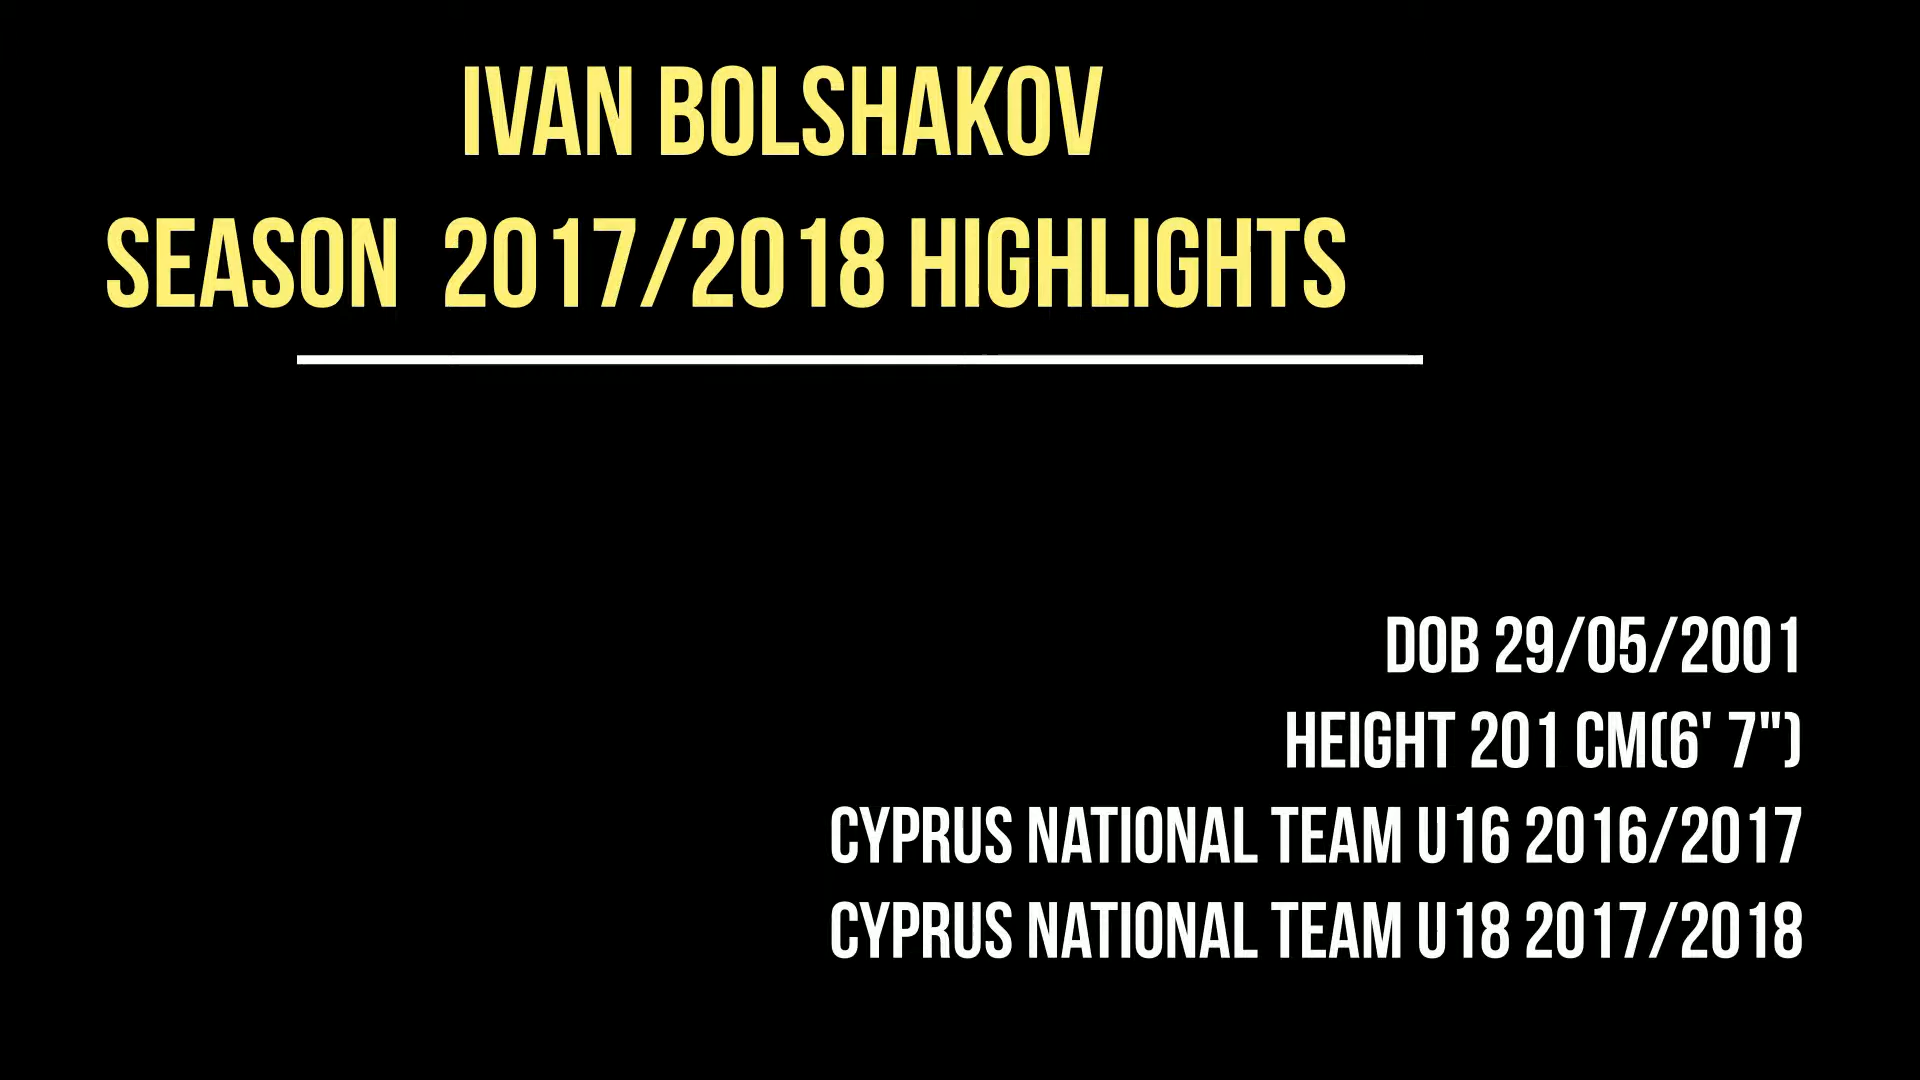 IVAN BOLSHAKOV
SEASON  2017/2018 HIGHLIGHTS
DOB 29/05/2001
HEIGHT 201 CM(6' 7")
CYPRUS NATIONAL TEAM U16 2016/2017
CYPRUS NATIONAL TEAM U18 2017/2018